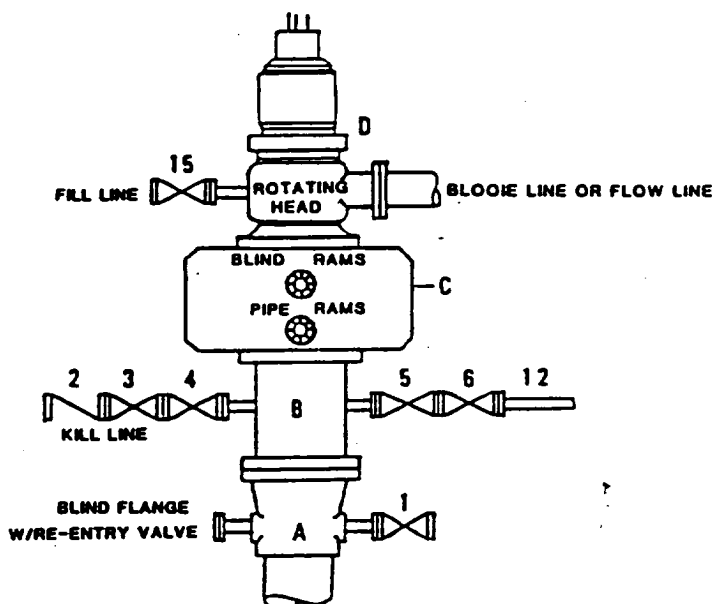 D
15
FILL LINE
ROTATING
HEAD
BLOOIE LINE OR FLOW LINE
BLIND RAMS
C
PIPE RAMS
2 3 4
5 6 12
B
KILL LINE
BLIND FLANGE
W/RE-ENTRY VALVE
A
1